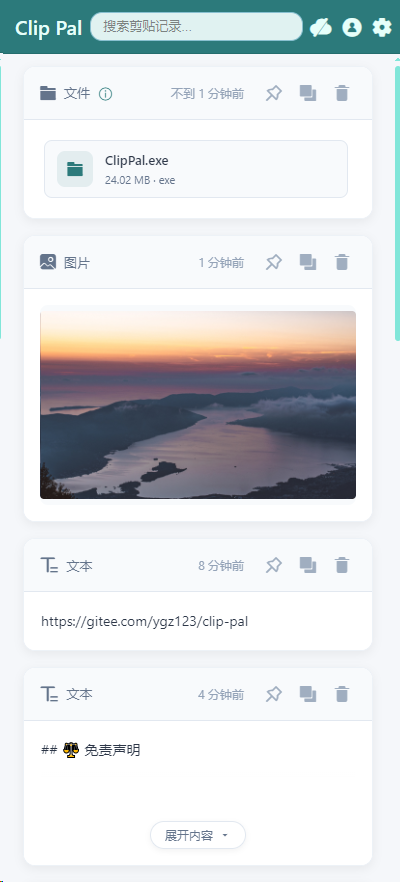 Clip Pal 搜索剪贴记录...
文件 不到 1 分钟前
ClipPal.exe
24.02 MB · exe
图片 1 分钟前
文本 8 分钟前
https://gitee.com/ygz123/clip-pal
文本 4 分钟前
## ⚖️ 免责声明
展开内容